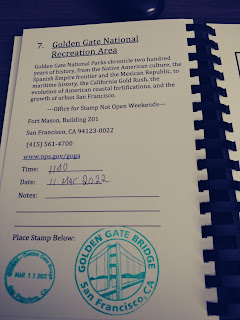 7. Golden Gate National
Recreation Area
Golden Gate National Parks chronicle two hundred
years of history, from the Native American culture, the
Spanish Empire frontier and the Mexican Republic, to
maritime history, the California Gold Rush, the
evolution of American coastal fortifications, and the
growth of urban San Francisco.
---Office for Stamp Not Open Weekends----
Fort Mason, Building 201
San Francisco, CA 94123-0022
(415) 561-4700
www.nps.gov/goga
Time: 1100
Date: 11 Mar 2022
Notes:
Place Stamp Below:
MAR 11 2022
San Francisco, CA
GOLDEN GATE BRIDGE
San Francisco, CA